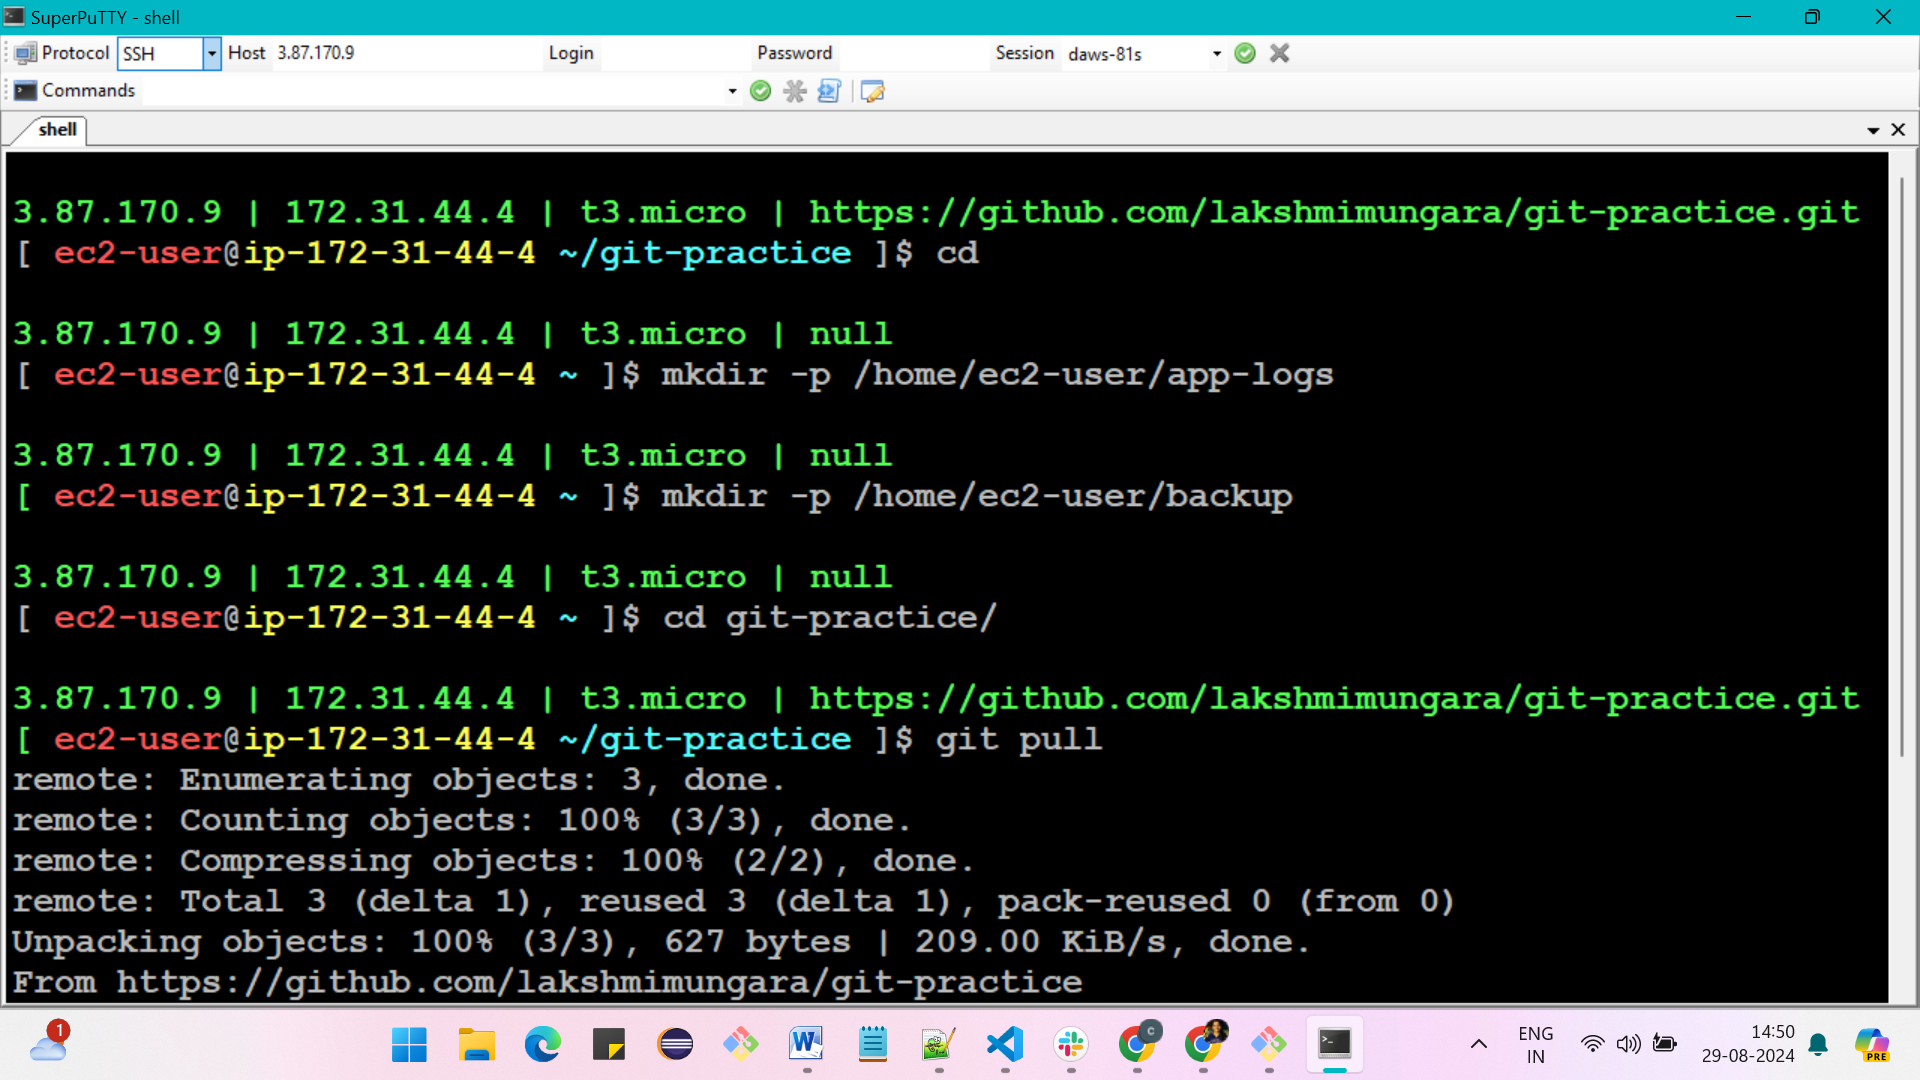 SuperPuTTY - shell
Protocol SSH Host 3.87.170.9 Login Password Session daws-81s
Commands
shell
3.87.170.9 | 172.31.44.4 | t3.micro | https://github.com/lakshmimungara/git-practice.git
[ ec2-user@ip-172-31-44-4 ~/git-practice ]$ cd
3.87.170.9 | 172.31.44.4 | t3.micro | null
[ ec2-user@ip-172-31-44-4 ~ ]$ mkdir -p /home/ec2-user/app-logs
3.87.170.9 | 172.31.44.4 | t3.micro | null
[ ec2-user@ip-172-31-44-4 ~ ]$ mkdir -p /home/ec2-user/backup
3.87.170.9 | 172.31.44.4 | t3.micro | null
[ ec2-user@ip-172-31-44-4 ~ ]$ cd git-practice/
3.87.170.9 | 172.31.44.4 | t3.micro | https://github.com/lakshmimungara/git-practice.git
[ ec2-user@ip-172-31-44-4 ~/git-practice ]$ git pull
remote: Enumerating objects: 3, done.
remote: Counting objects: 100% (3/3), done.
remote: Compressing objects: 100% (2/2), done.
remote: Total 3 (delta 1), reused 3 (delta 1), pack-reused 0 (from 0)
Unpacking objects: 100% (3/3), 627 bytes | 209.00 KiB/s, done.
From https://github.com/lakshmimungara/git-practice
1
W
C
ENG
IN
14:50
29-08-2024
PRE